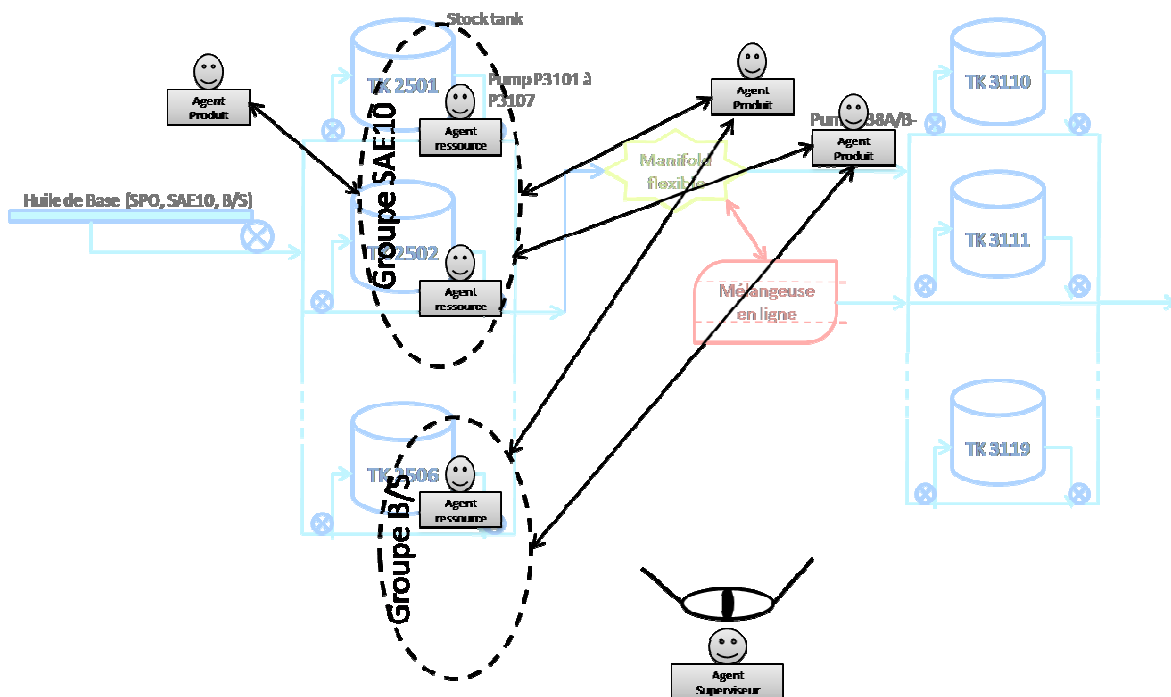 Stock tank
TK 2501
Pump P3101 à
P3107
Agent
Produit
Agent
ressource
Groupe SAE10
Agent
Produit
38A/B-
Agent
Produit
TK 3110
Manifold
flexible
Huile de Base (SPO, SAE10, B/S)
TK 2502
Agent
ressource
TK 3111
Mélangeuse
en ligne
TK 2506
Agent
ressource
Groupe B/S
TK 3119
Agent
Superviseur